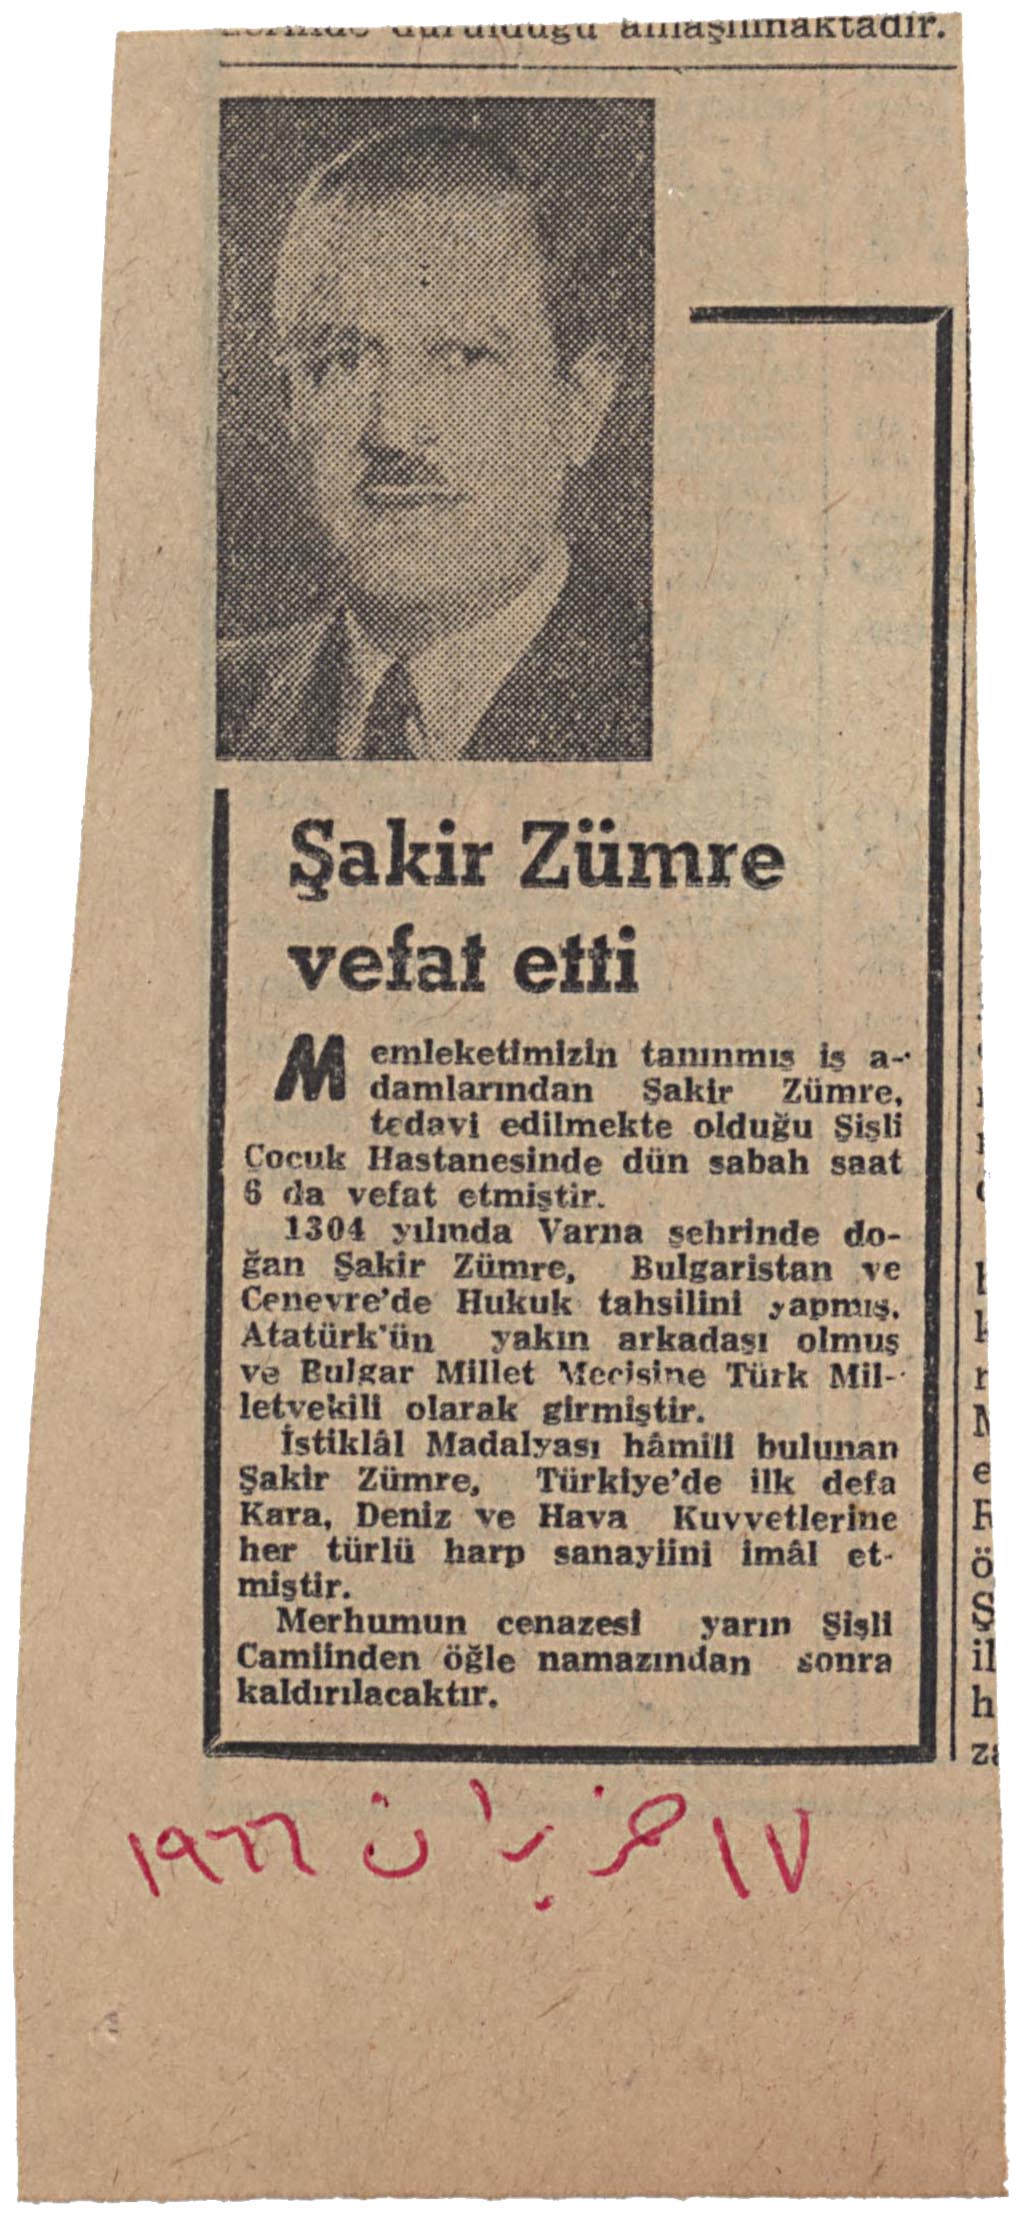 anlaşılmaktadır.
Şakir Zümre
vefat etti
Memleketimizin tanınmış iş a-
damlarından Şakir Zümre,
tedavi edilmekte olduğu Şişli
Çocuk Hastanesinde dün sabah saat
6 da vefat etmiştir.
1304 yılında Varna şehrinde do-
ğan Şakir Zümre, Bulgaristan ve
Cenevre'de Hukuk tahsilini yapmış.
Atatürk'ün yakın arkadaşı olmuş
ve Bulgar Millet Meclsine Türk Mil-
letvekili olarak girmiştir.
İstiklâl Madalyası hâmili bulunan
Şakir Zümre, Türkiye'de ilk defa
Kara, Deniz ve Hava Kuvvetlerine
her türlü harp sanayiini imâl et-
miştir.
Merhumun cenazesi yarın Şişli
Camiinden öğle namazından sonra
kaldırılacaktır.
١٧ حزيران ١٩٦٦